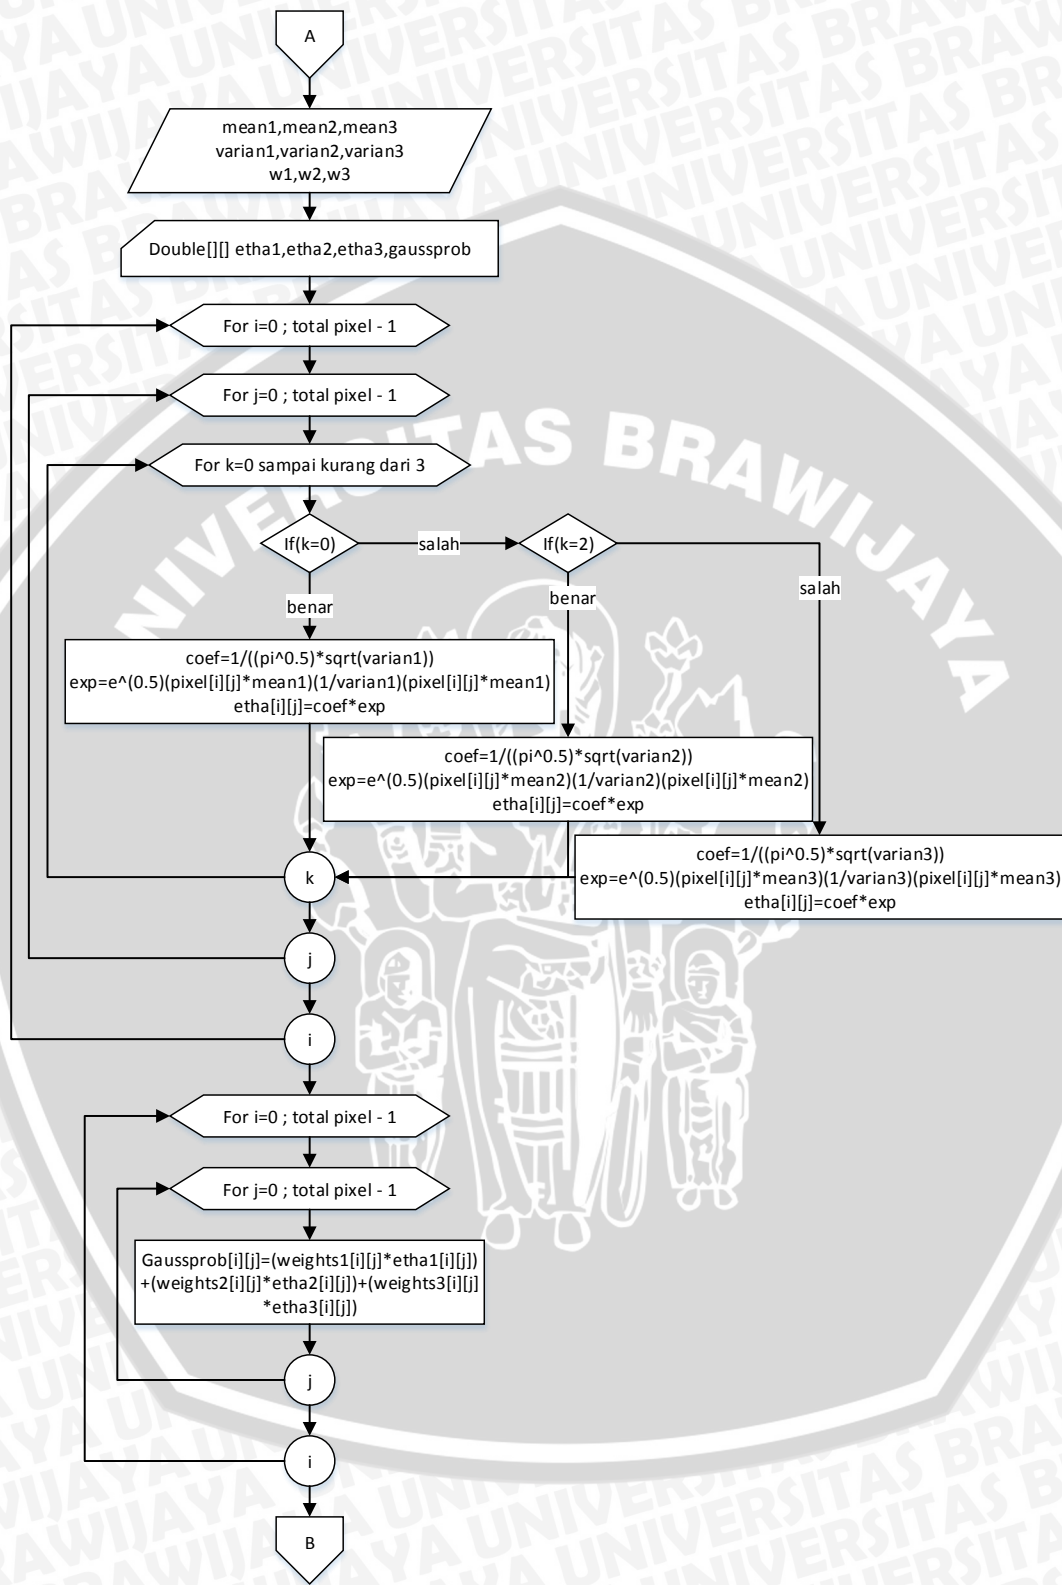 A
mean1,mean2,mean3
varian1,varian2,varian3
w1,w2,w3
Double[][] etha1,etha2,etha3,gaussprob
For i=0 ; total pixel - 1
For j=0 ; total pixel - 1
For k=0 sampai kurang dari 3
If(k=0)
salah
If(k=2)
salah
benar
benar
coef=1/((pi^0.5)*sqrt(varian1))
exp=e^(0.5)(pixel[i][j]*mean1)(1/varian1)(pixel[i][j]*mean1)
etha[i][j]=coef*exp
coef=1/((pi^0.5)*sqrt(varian2))
exp=e^(0.5)(pixel[i][j]*mean2)(1/varian2)(pixel[i][j]*mean2)
etha[i][j]=coef*exp
coef=1/((pi^0.5)*sqrt(varian3))
exp=e^(0.5)(pixel[i][j]*mean3)(1/varian3)(pixel[i][j]*mean3)
etha[i][j]=coef*exp
k
j
i
For i=0 ; total pixel - 1
For j=0 ; total pixel - 1
Gaussprob[i][j]=(weights1[i][j]*etha1[i][j])
+(weights2[i][j]*etha2[i][j])+(weights3[i][j]
*etha3[i][j])
j
i
B
UNIVERSITAS BRAWIJAYA